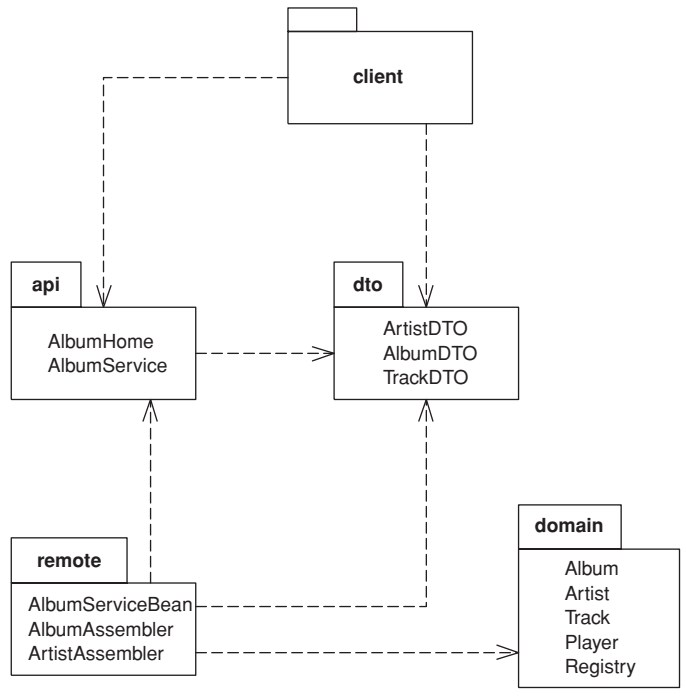 client
api
AlbumHome
AlbumService
dto
ArtistDTO
AlbumDTO
TrackDTO
remote
AlbumServiceBean
AlbumAssembler
ArtistAssembler
domain
Album
Artist
Track
Player
Registry